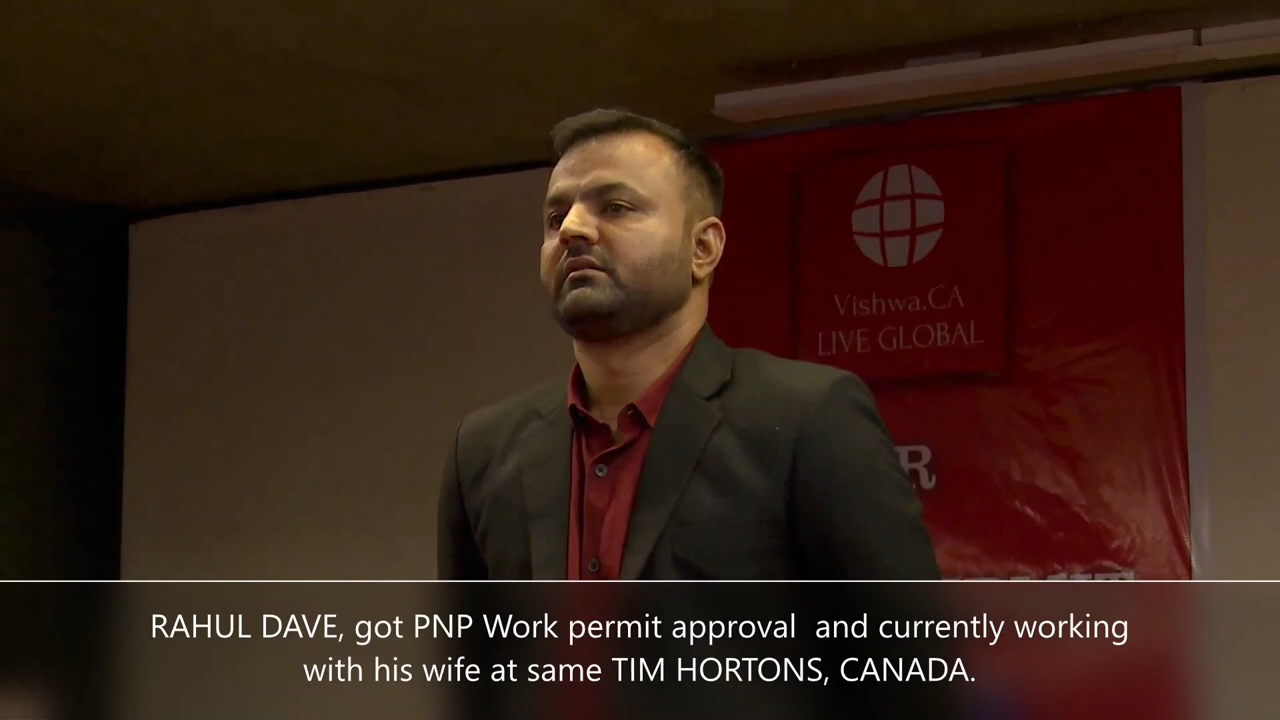 Vishwa.CA
LIVE GLOBAL
RAHUL DAVE, got PNP Work permit approval  and currently working
with his wife at same TIM HORTONS, CANADA.